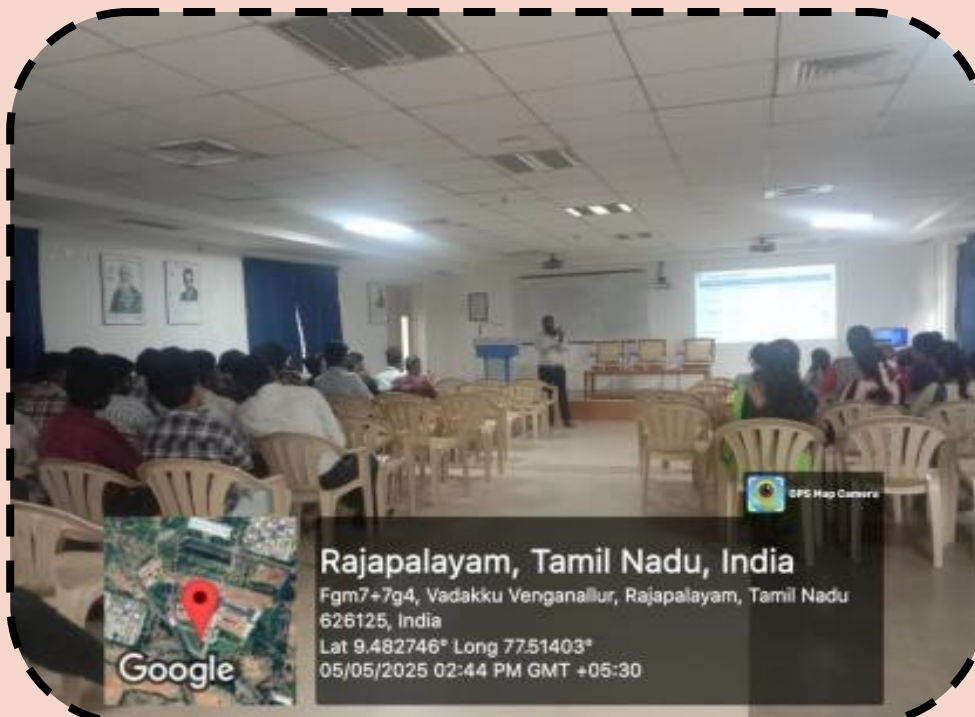 GPS Map Camera
Rajapalayam, Tamil Nadu, India
Fgm7+7g4, Vadakku Venganallur, Rajapalayam, Tamil Nadu
626125, India
Lat 9.482746° Long 77.51403°
05/05/2025 02:44 PM GMT +05:30
Google